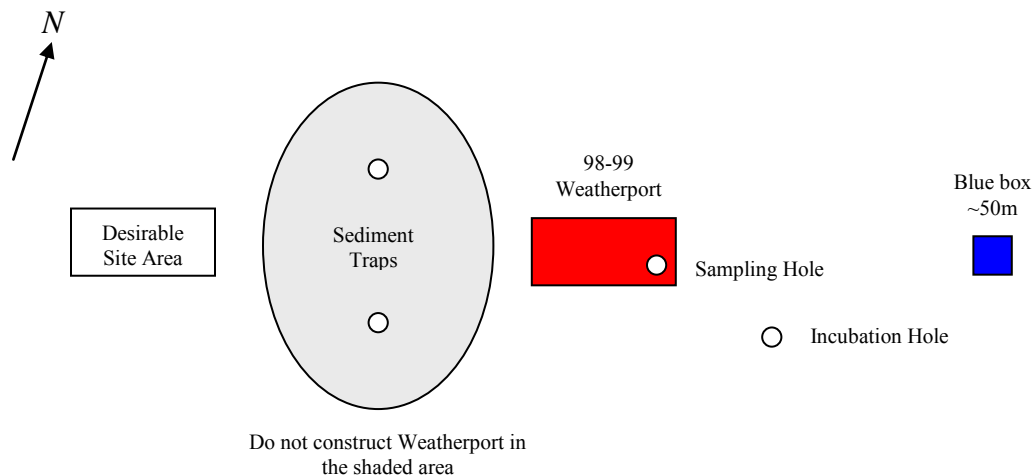 N
98-99
Weatherport
Blue box
~50m
Desirable
Site Area
Sediment
Traps
Sampling Hole
Incubation Hole
Do not construct Weatherport in
the shaded area